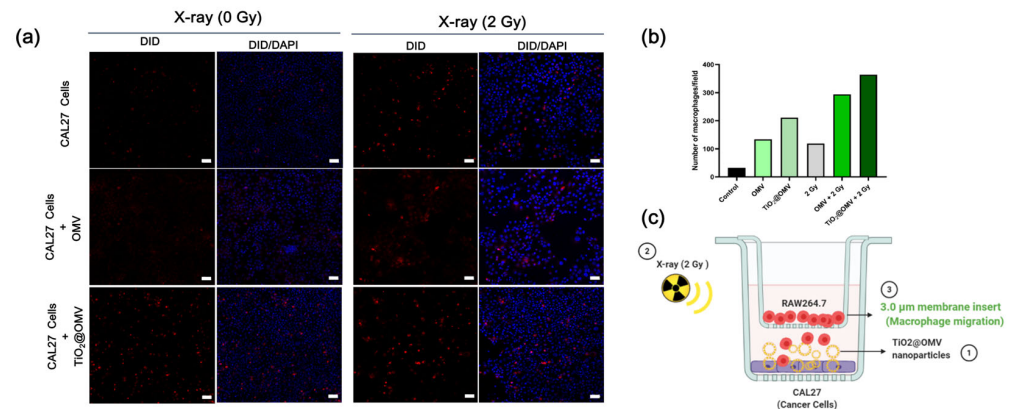 (a)
X-ray (0 Gy)
X-ray (2 Gy)
DID
DID/DAPI
DID
DID/DAPI
CAL27 Cells
CAL27 Cells
+
OMV
CAL27 Cells
+
TiO₂@OMV
(b)
Number of macrophages/field
400
300
200
100
0
Control
OMV
TiO₂@OMV
2 Gy
OMV + 2 Gy
TiO₂@OMV + 2 Gy
(c)
2
X-ray (2 Gy )
RAW264.7
3
3.0 μm membrane insert
(Macrophage migration)
TiO2@OMV
nanoparticles
1
CAL27
(Cancer Cells)